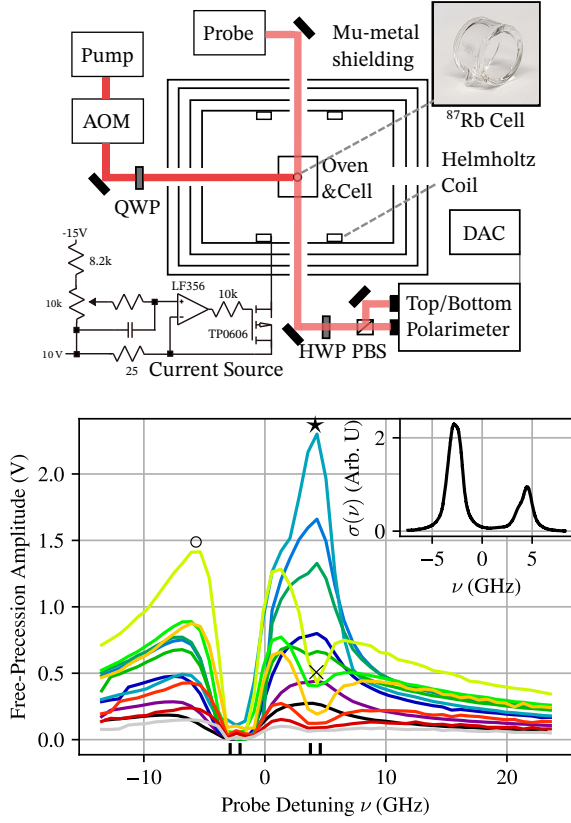 Probe
Mu-metal
shielding
Pump
AOM
⁸⁷Rb Cell
Oven
&Cell
Helmholtz
Coil
QWP
DAC
-15V
8.2k
LF356
10k
10k
TP0606
10V
25
Current Source
HWP
PBS
Top/Bottom
Polarimeter
Free-Precession Amplitude (V)
2.0
1.5
1.0
0.5
0.0
−10
0
10
20
Probe Detuning ν (GHz)
σ(ν) (Arb. U)
2
0
−5
0
5
ν (GHz)